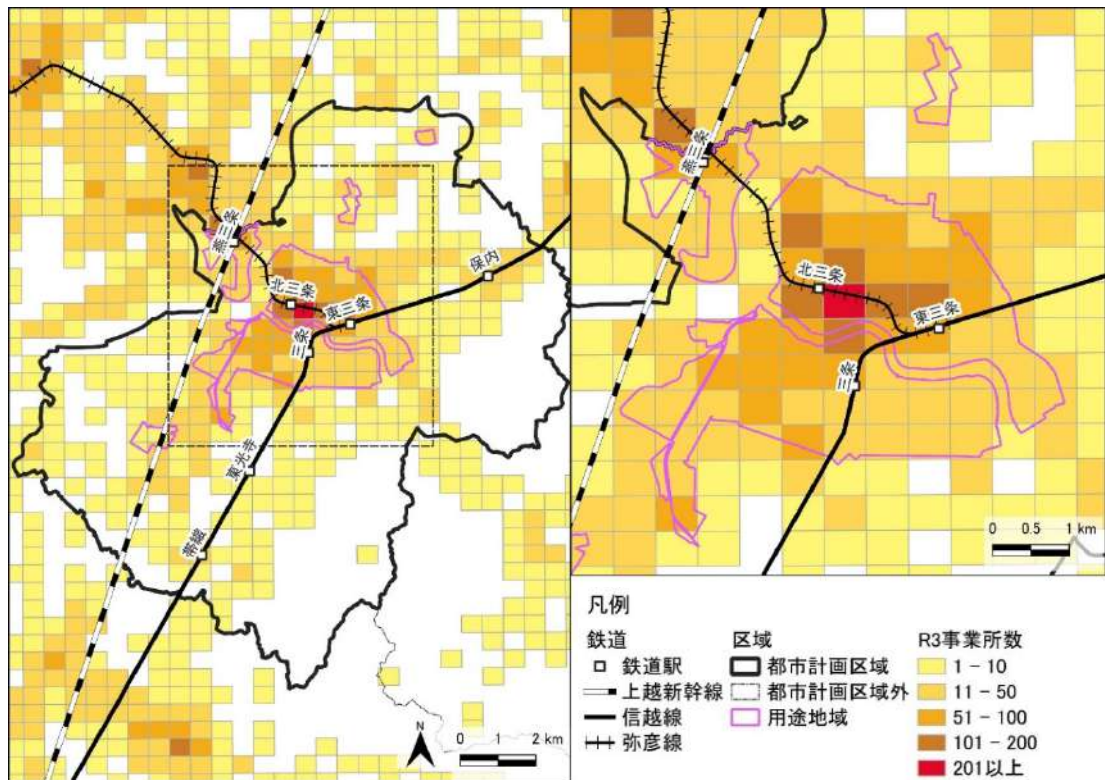 燕三条
北三条
東三条
保内
三条
東光寺
帯織
N
0 1 2 km
燕三条
北三条
東三条
三条
0 0.5 1 km
凡例
鉄道 区域 R3事業所数
鉄道駅 都市計画区域 1 - 10
上越新幹線 都市計画区域外 11 - 50
信越線 用途地域 51 - 100
弥彦線 101 - 200
201以上